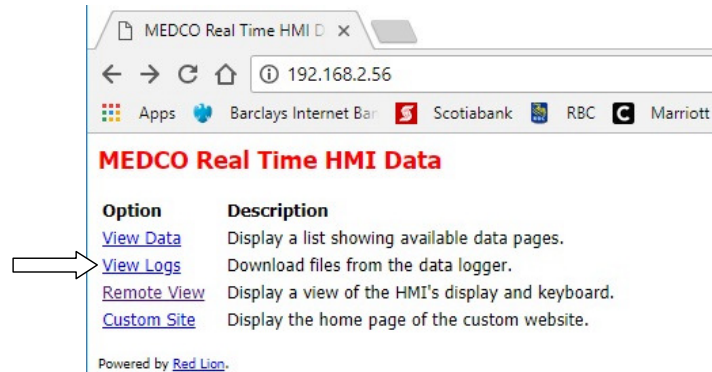 MEDCO Real Time HMI D
192.168.2.56
Apps Barclays Internet Ban Scotiabank RBC Marriott
MEDCO Real Time HMI Data
Option Description
View Data Display a list showing available data pages.
View Logs Download files from the data logger.
Remote View Display a view of the HMI's display and keyboard.
Custom Site Display the home page of the custom website.
Powered by Red Lion.